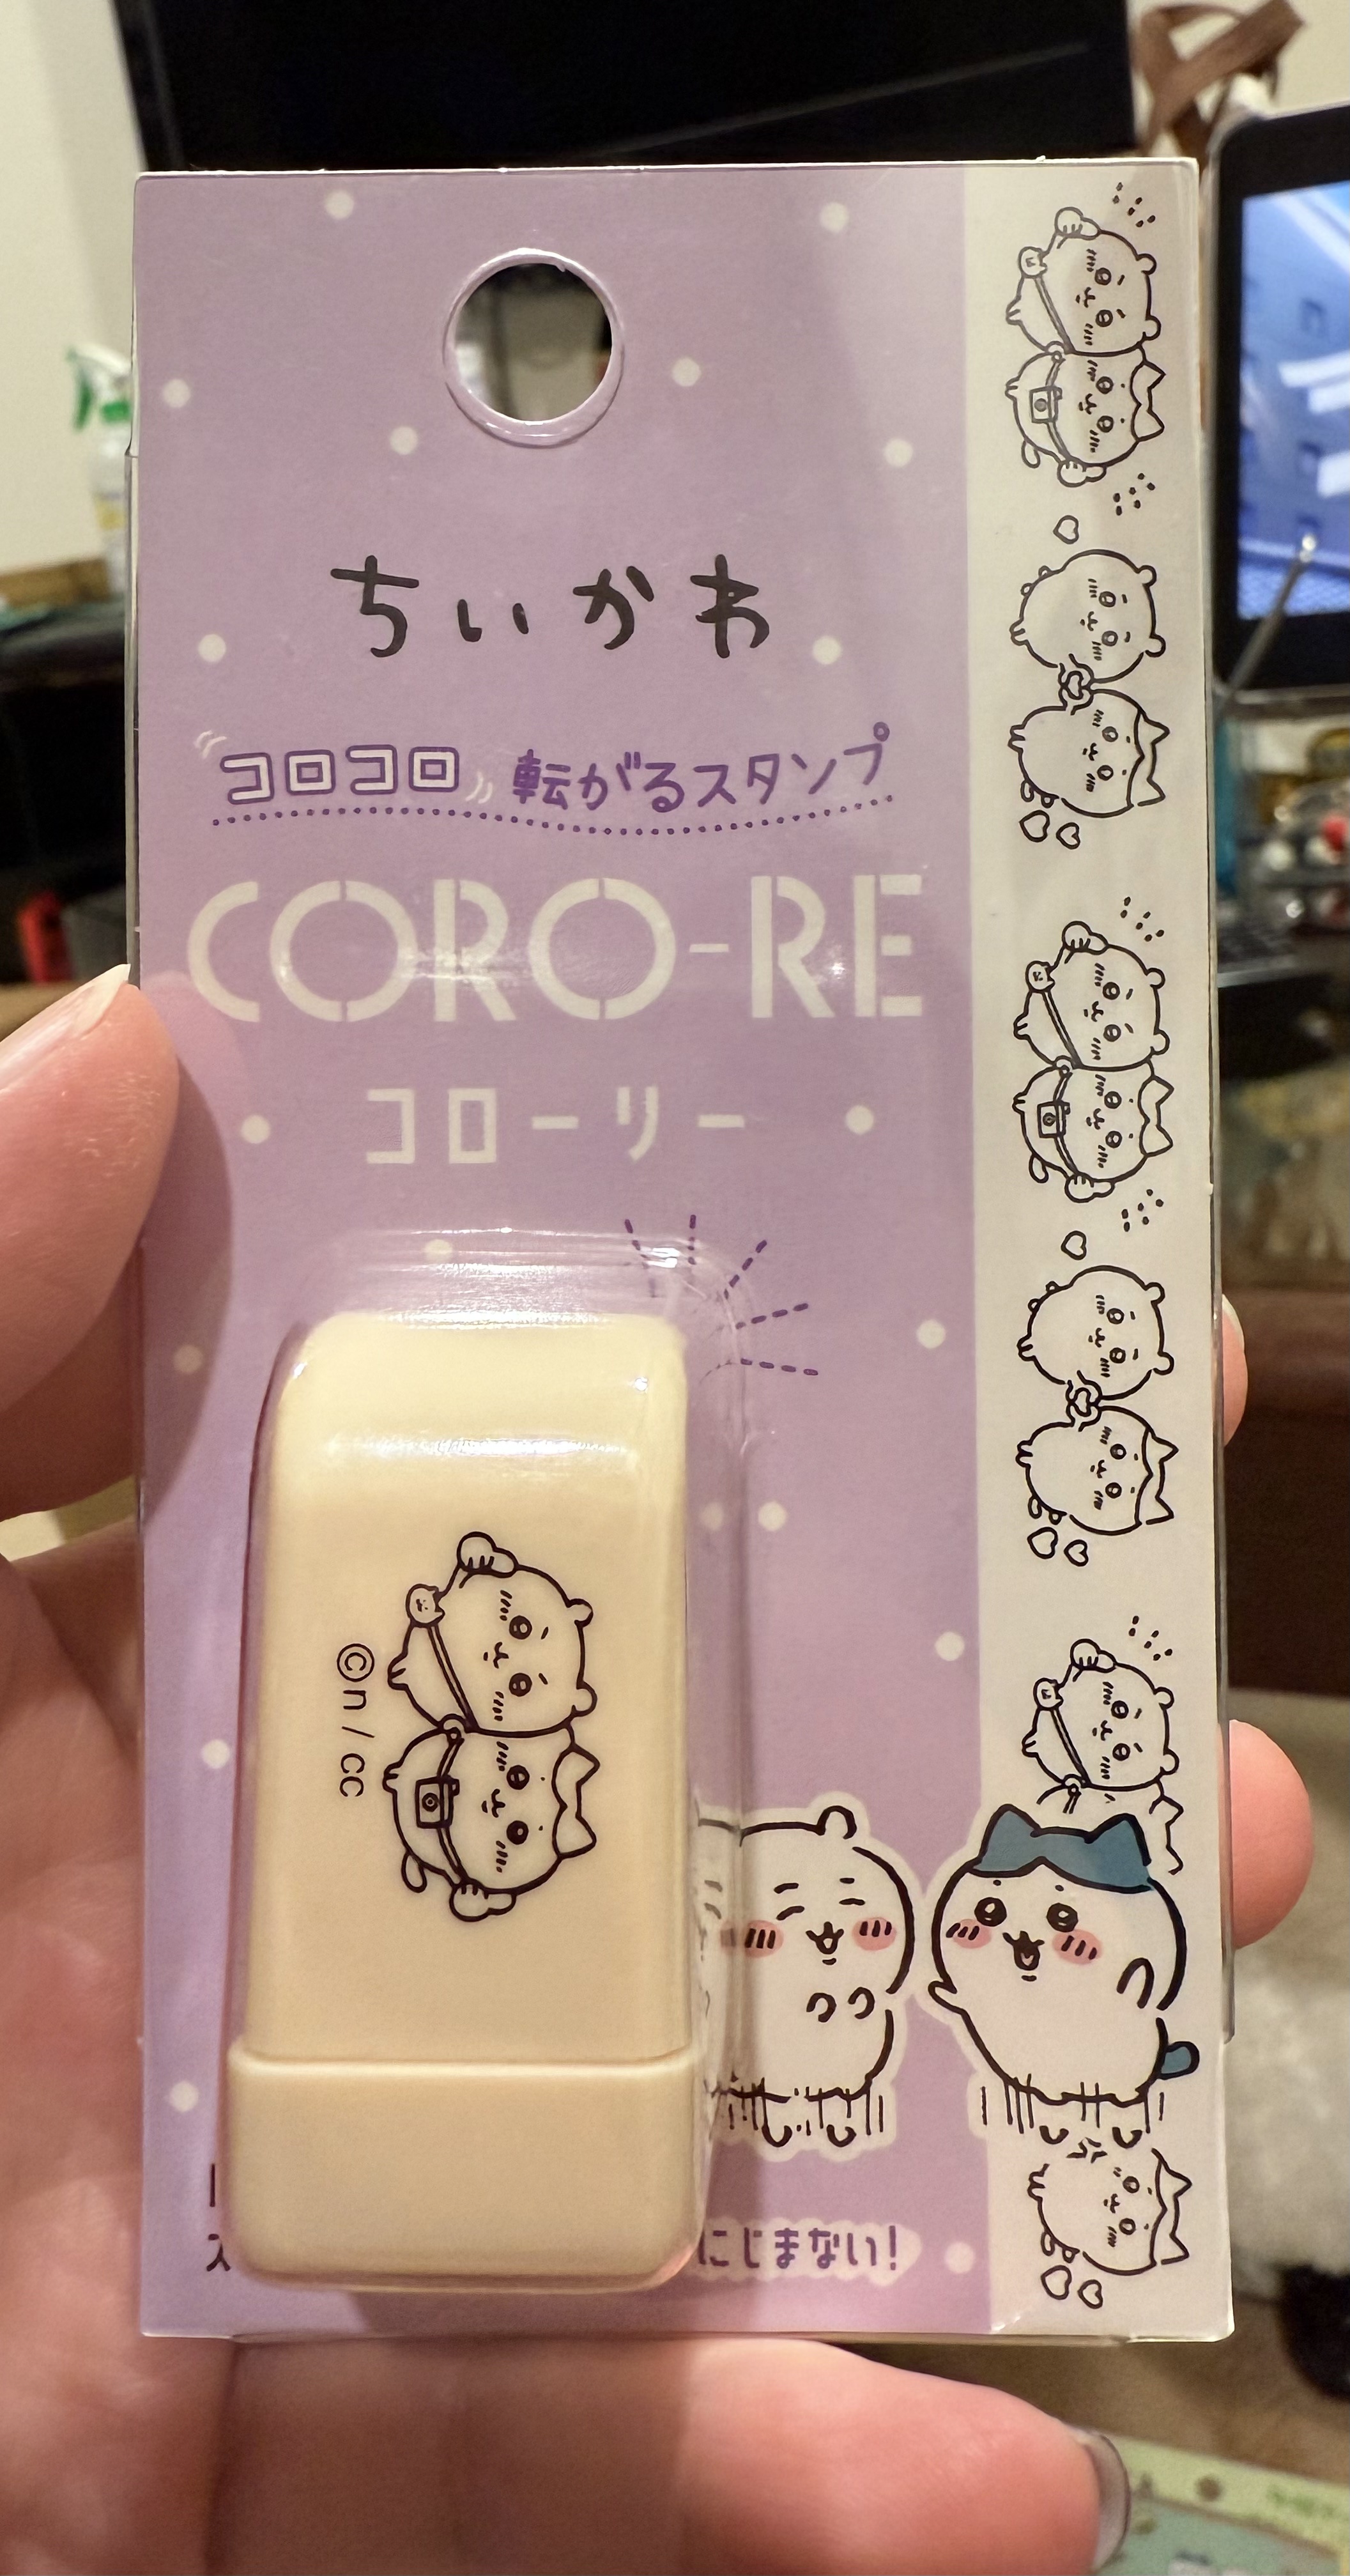 ちいかわ
コロコロ 転がるスタンプ
CORO-RE
コローリー
©n / cc
にじまない!